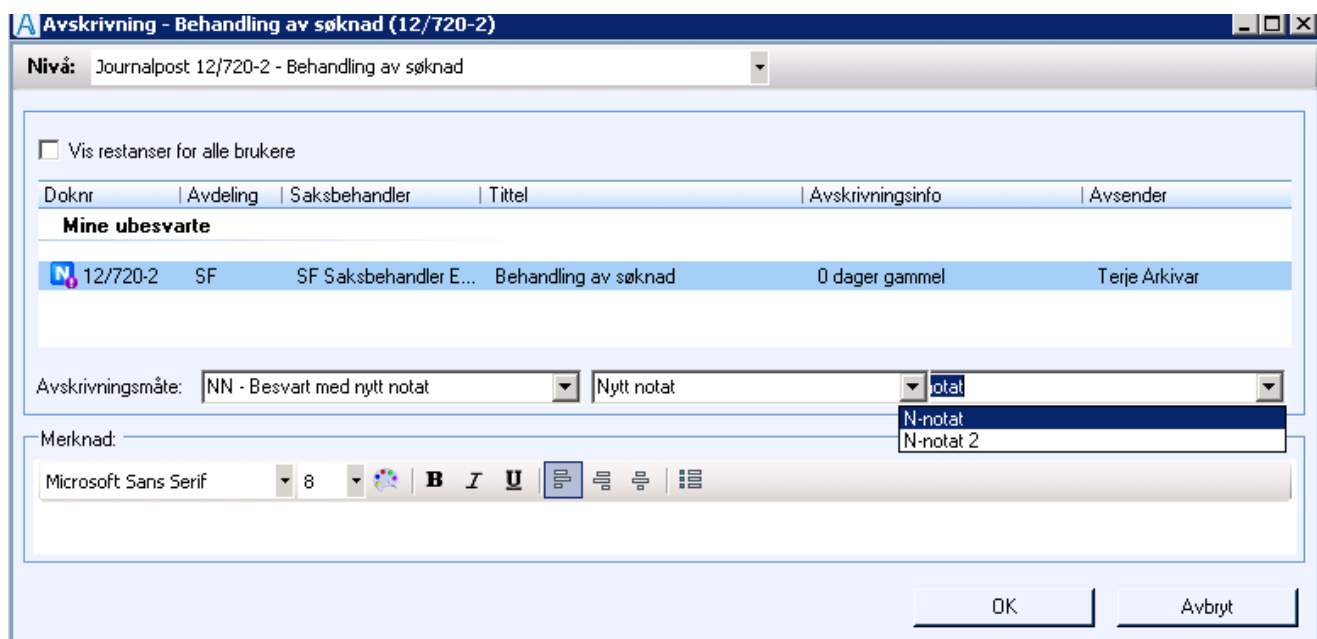 Avskrivning - Behandling av søknad (12/720-2)
Nivå: Journalpost 12/720-2 - Behandling av søknad
Vis restanser for alle brukere
Doknr Avdeling Saksbehandler Tittel Avskrivningsinfo Avsender
Mine ubesvarte
N 12/720-2 SF SF Saksbehandler E... Behandling av søknad 0 dager gammel Terje Arkivar
Avskrivningsmåte: NN - Besvart med nytt notat Nytt notat otat
N-notat
N-notat 2
Merknad:
Microsoft Sans Serif 8 B I U
OK Avbryt